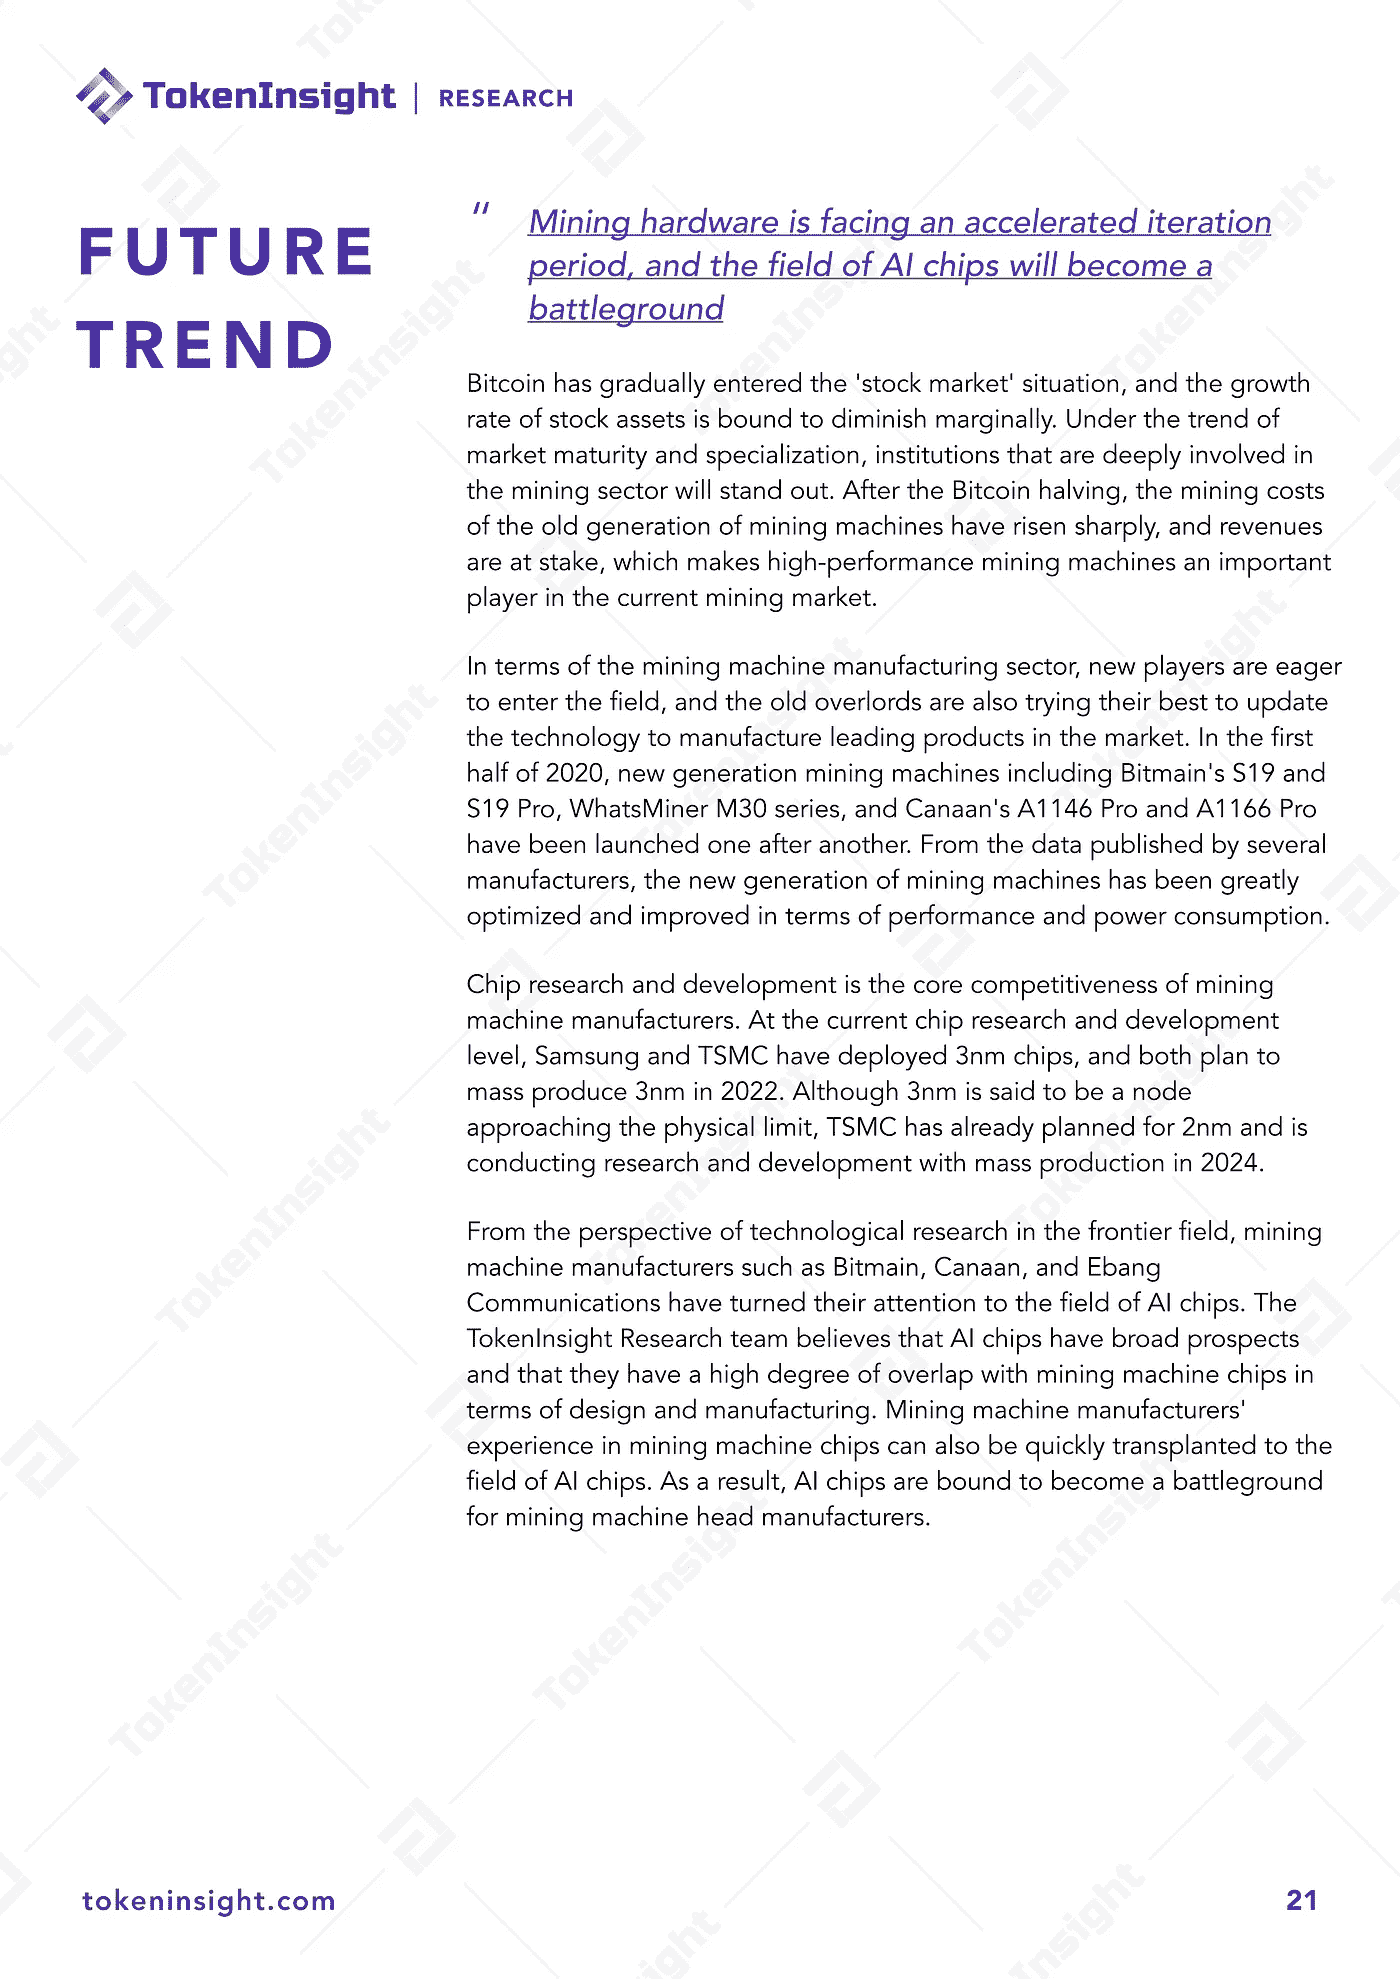 TokenInsight | RESEARCH
FUTURE
TREND
“ Mining hardware is facing an accelerated iteration
period, and the field of AI chips will become a
battleground
Bitcoin has gradually entered the 'stock market' situation, and the growth
rate of stock assets is bound to diminish marginally. Under the trend of
market maturity and specialization, institutions that are deeply involved in
the mining sector will stand out. After the Bitcoin halving, the mining costs
of the old generation of mining machines have risen sharply, and revenues
are at stake, which makes high-performance mining machines an important
player in the current mining market.
In terms of the mining machine manufacturing sector, new players are eager
to enter the field, and the old overlords are also trying their best to update
the technology to manufacture leading products in the market. In the first
half of 2020, new generation mining machines including Bitmain's S19 and
S19 Pro, WhatsMiner M30 series, and Canaan's A1146 Pro and A1166 Pro
have been launched one after another. From the data published by several
manufacturers, the new generation of mining machines has been greatly
optimized and improved in terms of performance and power consumption.
Chip research and development is the core competitiveness of mining
machine manufacturers. At the current chip research and development
level, Samsung and TSMC have deployed 3nm chips, and both plan to
mass produce 3nm in 2022. Although 3nm is said to be a node
approaching the physical limit, TSMC has already planned for 2nm and is
conducting research and development with mass production in 2024.
From the perspective of technological research in the frontier field, mining
machine manufacturers such as Bitmain, Canaan, and Ebang
Communications have turned their attention to the field of AI chips. The
TokenInsight Research team believes that AI chips have broad prospects
and that they have a high degree of overlap with mining machine chips in
terms of design and manufacturing. Mining machine manufacturers'
experience in mining machine chips can also be quickly transplanted to the
field of AI chips. As a result, AI chips are bound to become a battleground
for mining machine head manufacturers.
tokeninsight.com
21